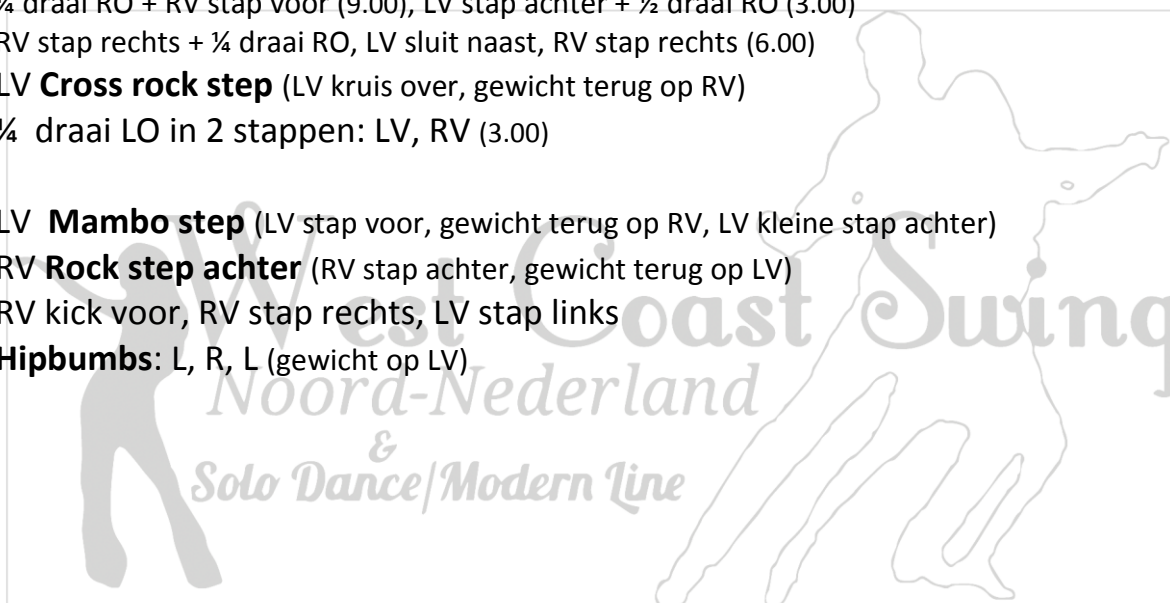 ¼ draai RO + RV stap voor (9.00), LV stap achter + ½ draai RO (3.00)
RV stap rechts + ¼ draai RO, LV sluit naast, RV stap rechts (6.00)
LV Cross rock step (LV kruis over, gewicht terug op RV)
¼ draai LO in 2 stappen: LV, RV (3.00)
LV Mambo step (LV stap voor, gewicht terug op RV, LV kleine stap achter)
RV Rock step achter (RV stap achter, gewicht terug op LV)
RV kick voor, RV stap rechts, LV stap links
Hipbumbs: L, R, L (gewicht op LV)
West Coast Swing
Noord-Nederland
&
Solo Dance/Modern Line